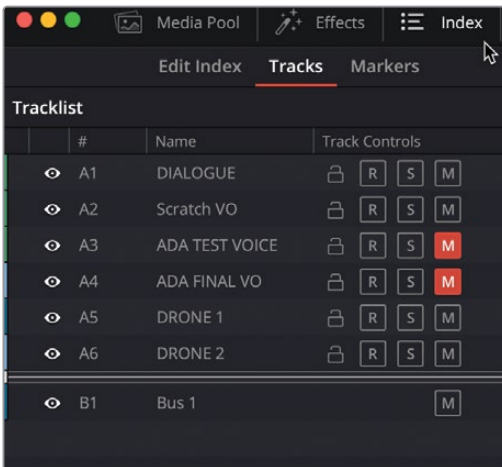 Media Pool Effects Index
Edit Index Tracks Markers
Tracklist
# Name Track Controls
A1 DIALOGUE R S M
A2 Scratch VO R S M
A3 ADA TEST VOICE R S M
A4 ADA FINAL VO R S M
A5 DRONE 1 R S M
A6 DRONE 2 R S M
B1 Bus 1 M